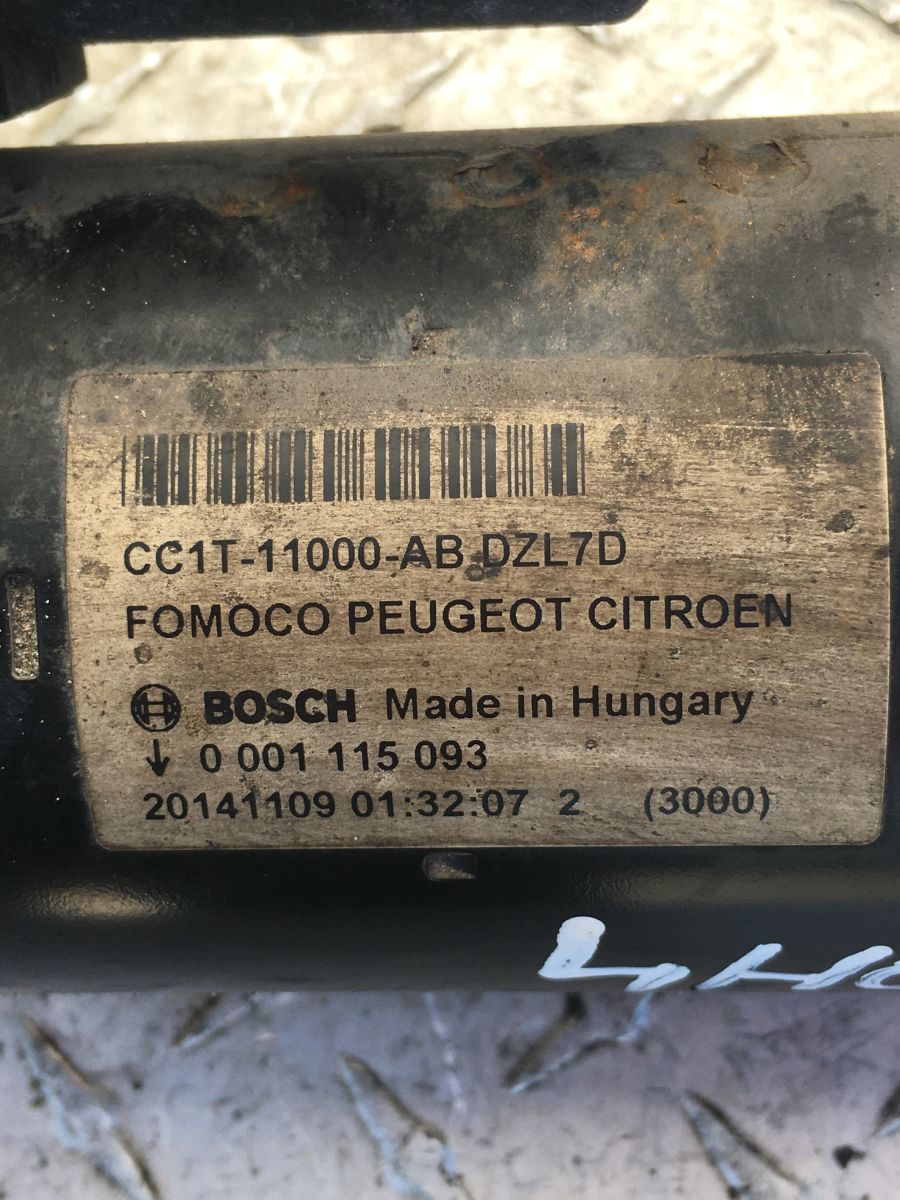 CC1T-11000-AB DZL7D
FOMOCO PEUGEOT CITROEN
BOSCH Made in Hungary
↓ 0 001 115 093
20141109 01:32:07 2 (3000)